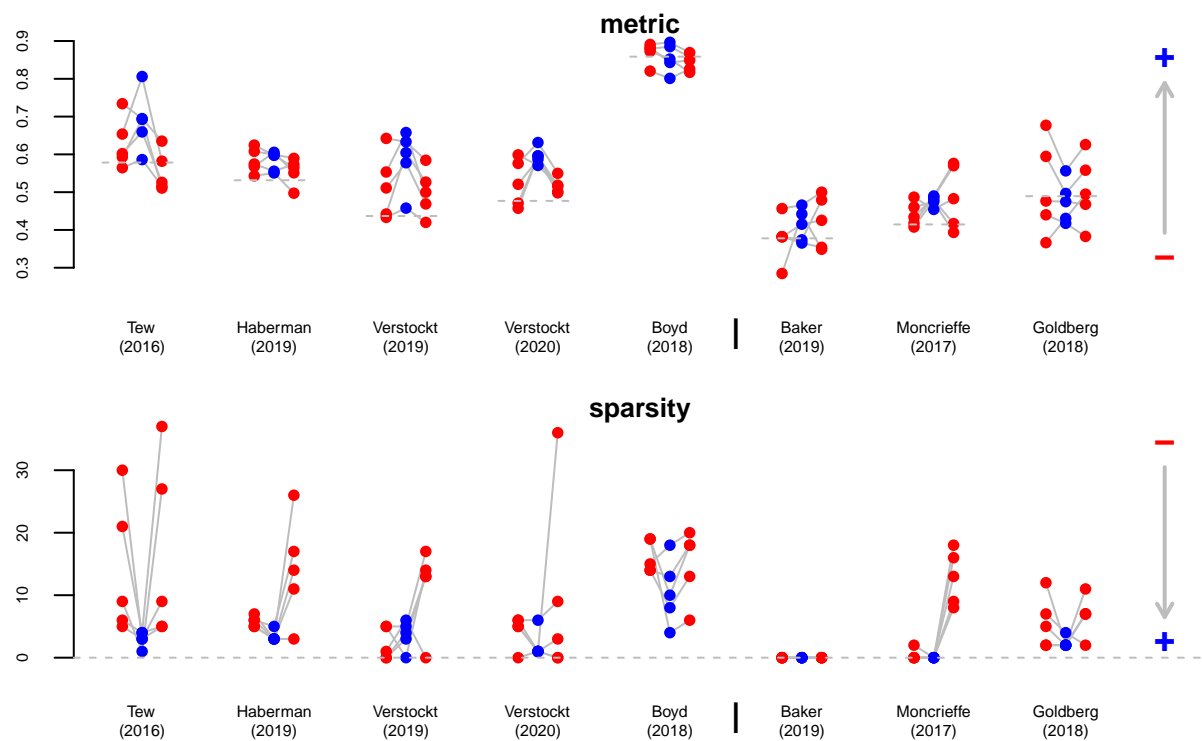 metric
0.9
0.8
0.7
0.6
0.5
0.4
0.3
+
−
Tew Haberman Verstockt Verstockt Boyd | Baker Moncrieffe Goldberg
(2016) (2019) (2019) (2020) (2018) (2019) (2017) (2018)
sparsity
30
20
10
0
−
+
Tew Haberman Verstockt Verstockt Boyd | Baker Moncrieffe Goldberg
(2016) (2019) (2019) (2020) (2018) (2019) (2017) (2018)